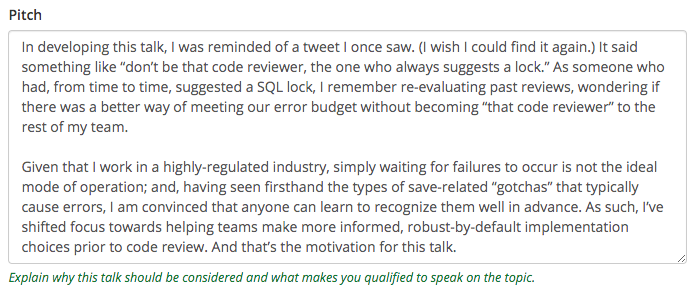 Pitch
In developing this talk, I was reminded of a tweet I once saw. (I wish I could find it again.) It said
something like “don’t be that code reviewer, the one who always suggests a lock.” As someone who
had, from time to time, suggested a SQL lock, I remember re-evaluating past reviews, wondering if
there was a better way of meeting our error budget without becoming “that code reviewer” to the
rest of my team.
Given that I work in a highly-regulated industry, simply waiting for failures to occur is not the ideal
mode of operation; and, having seen firsthand the types of save-related “gotchas” that typically
cause errors, I am convinced that anyone can learn to recognize them well in advance. As such, I’ve
shifted focus towards helping teams make more informed, robust-by-default implementation
choices prior to code review. And that’s the motivation for this talk.
Explain why this talk should be considered and what makes you qualified to speak on the topic.